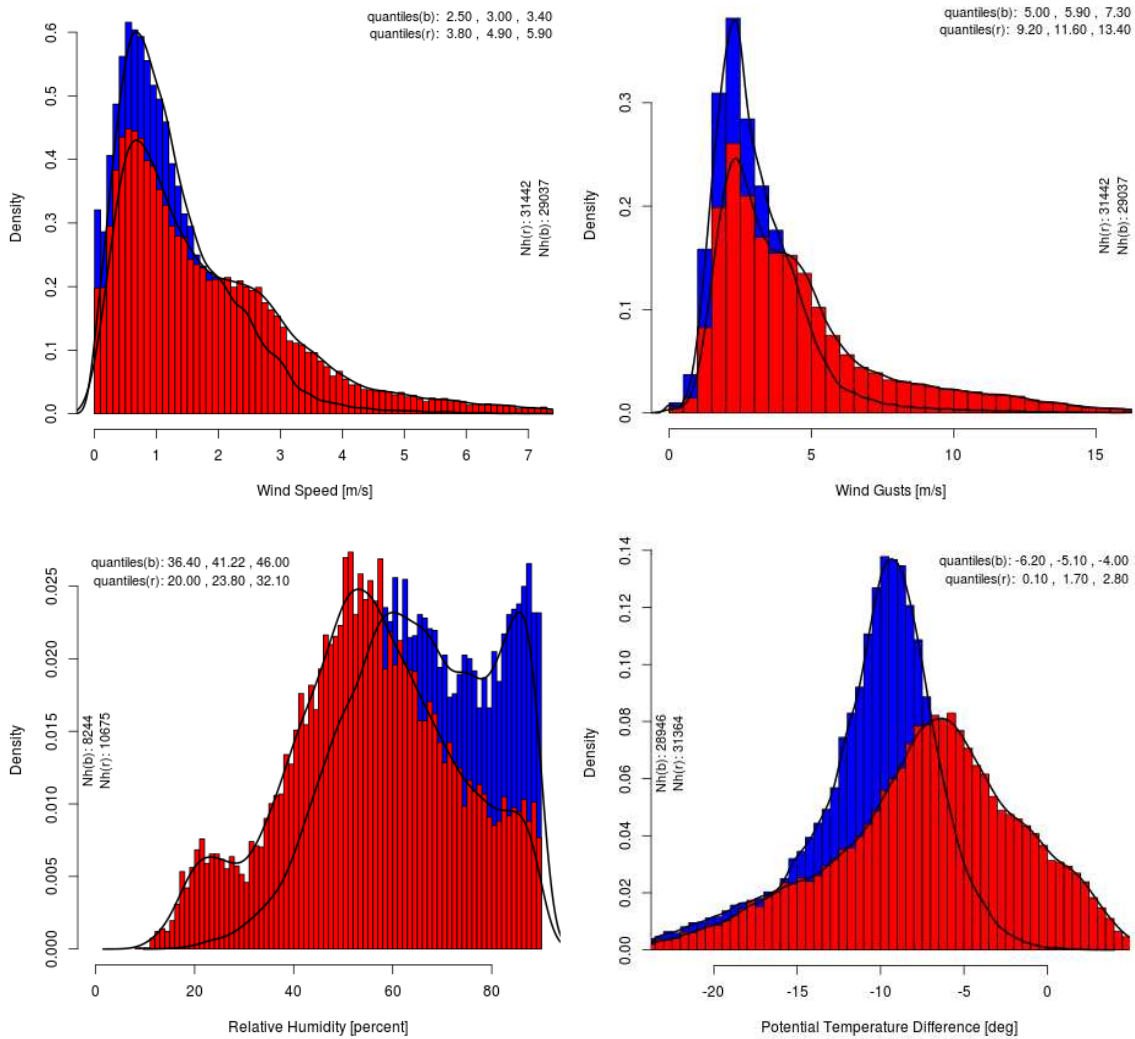 quantiles(b): 2.50 , 3.00 , 3.40
quantiles(r): 3.80 , 4.90 , 5.90
0.0 0.1 0.2 0.3 0.4 0.5 0.6
Density
Nh(r): 31442
Nh(b): 29037
0 1 2 3 4 5 6 7
Wind Speed [m/s]
quantiles(b): 5.00 , 5.90 , 7.30
quantiles(r): 9.20 , 11.60 , 13.40
0.0 0.1 0.2 0.3
Density
Nh(r): 31442
Nh(b): 29037
0 5 10 15
Wind Gusts [m/s]
quantiles(b): 36.40 , 41.22 , 46.00
quantiles(r): 20.00 , 23.80 , 32.10
0.000 0.005 0.010 0.015 0.020 0.025
Density
Nh(b): 8244
Nh(r): 10675
0 20 40 60 80
Relative Humidity [percent]
quantiles(b): -6.20 , -5.10 , -4.00
quantiles(r): 0.10 , 1.70 , 2.80
0.00 0.02 0.04 0.06 0.08 0.10 0.12 0.14
Density
Nh(b): 28946
Nh(r): 31364
-20 -15 -10 -5 0
Potential Temperature Difference [deg]